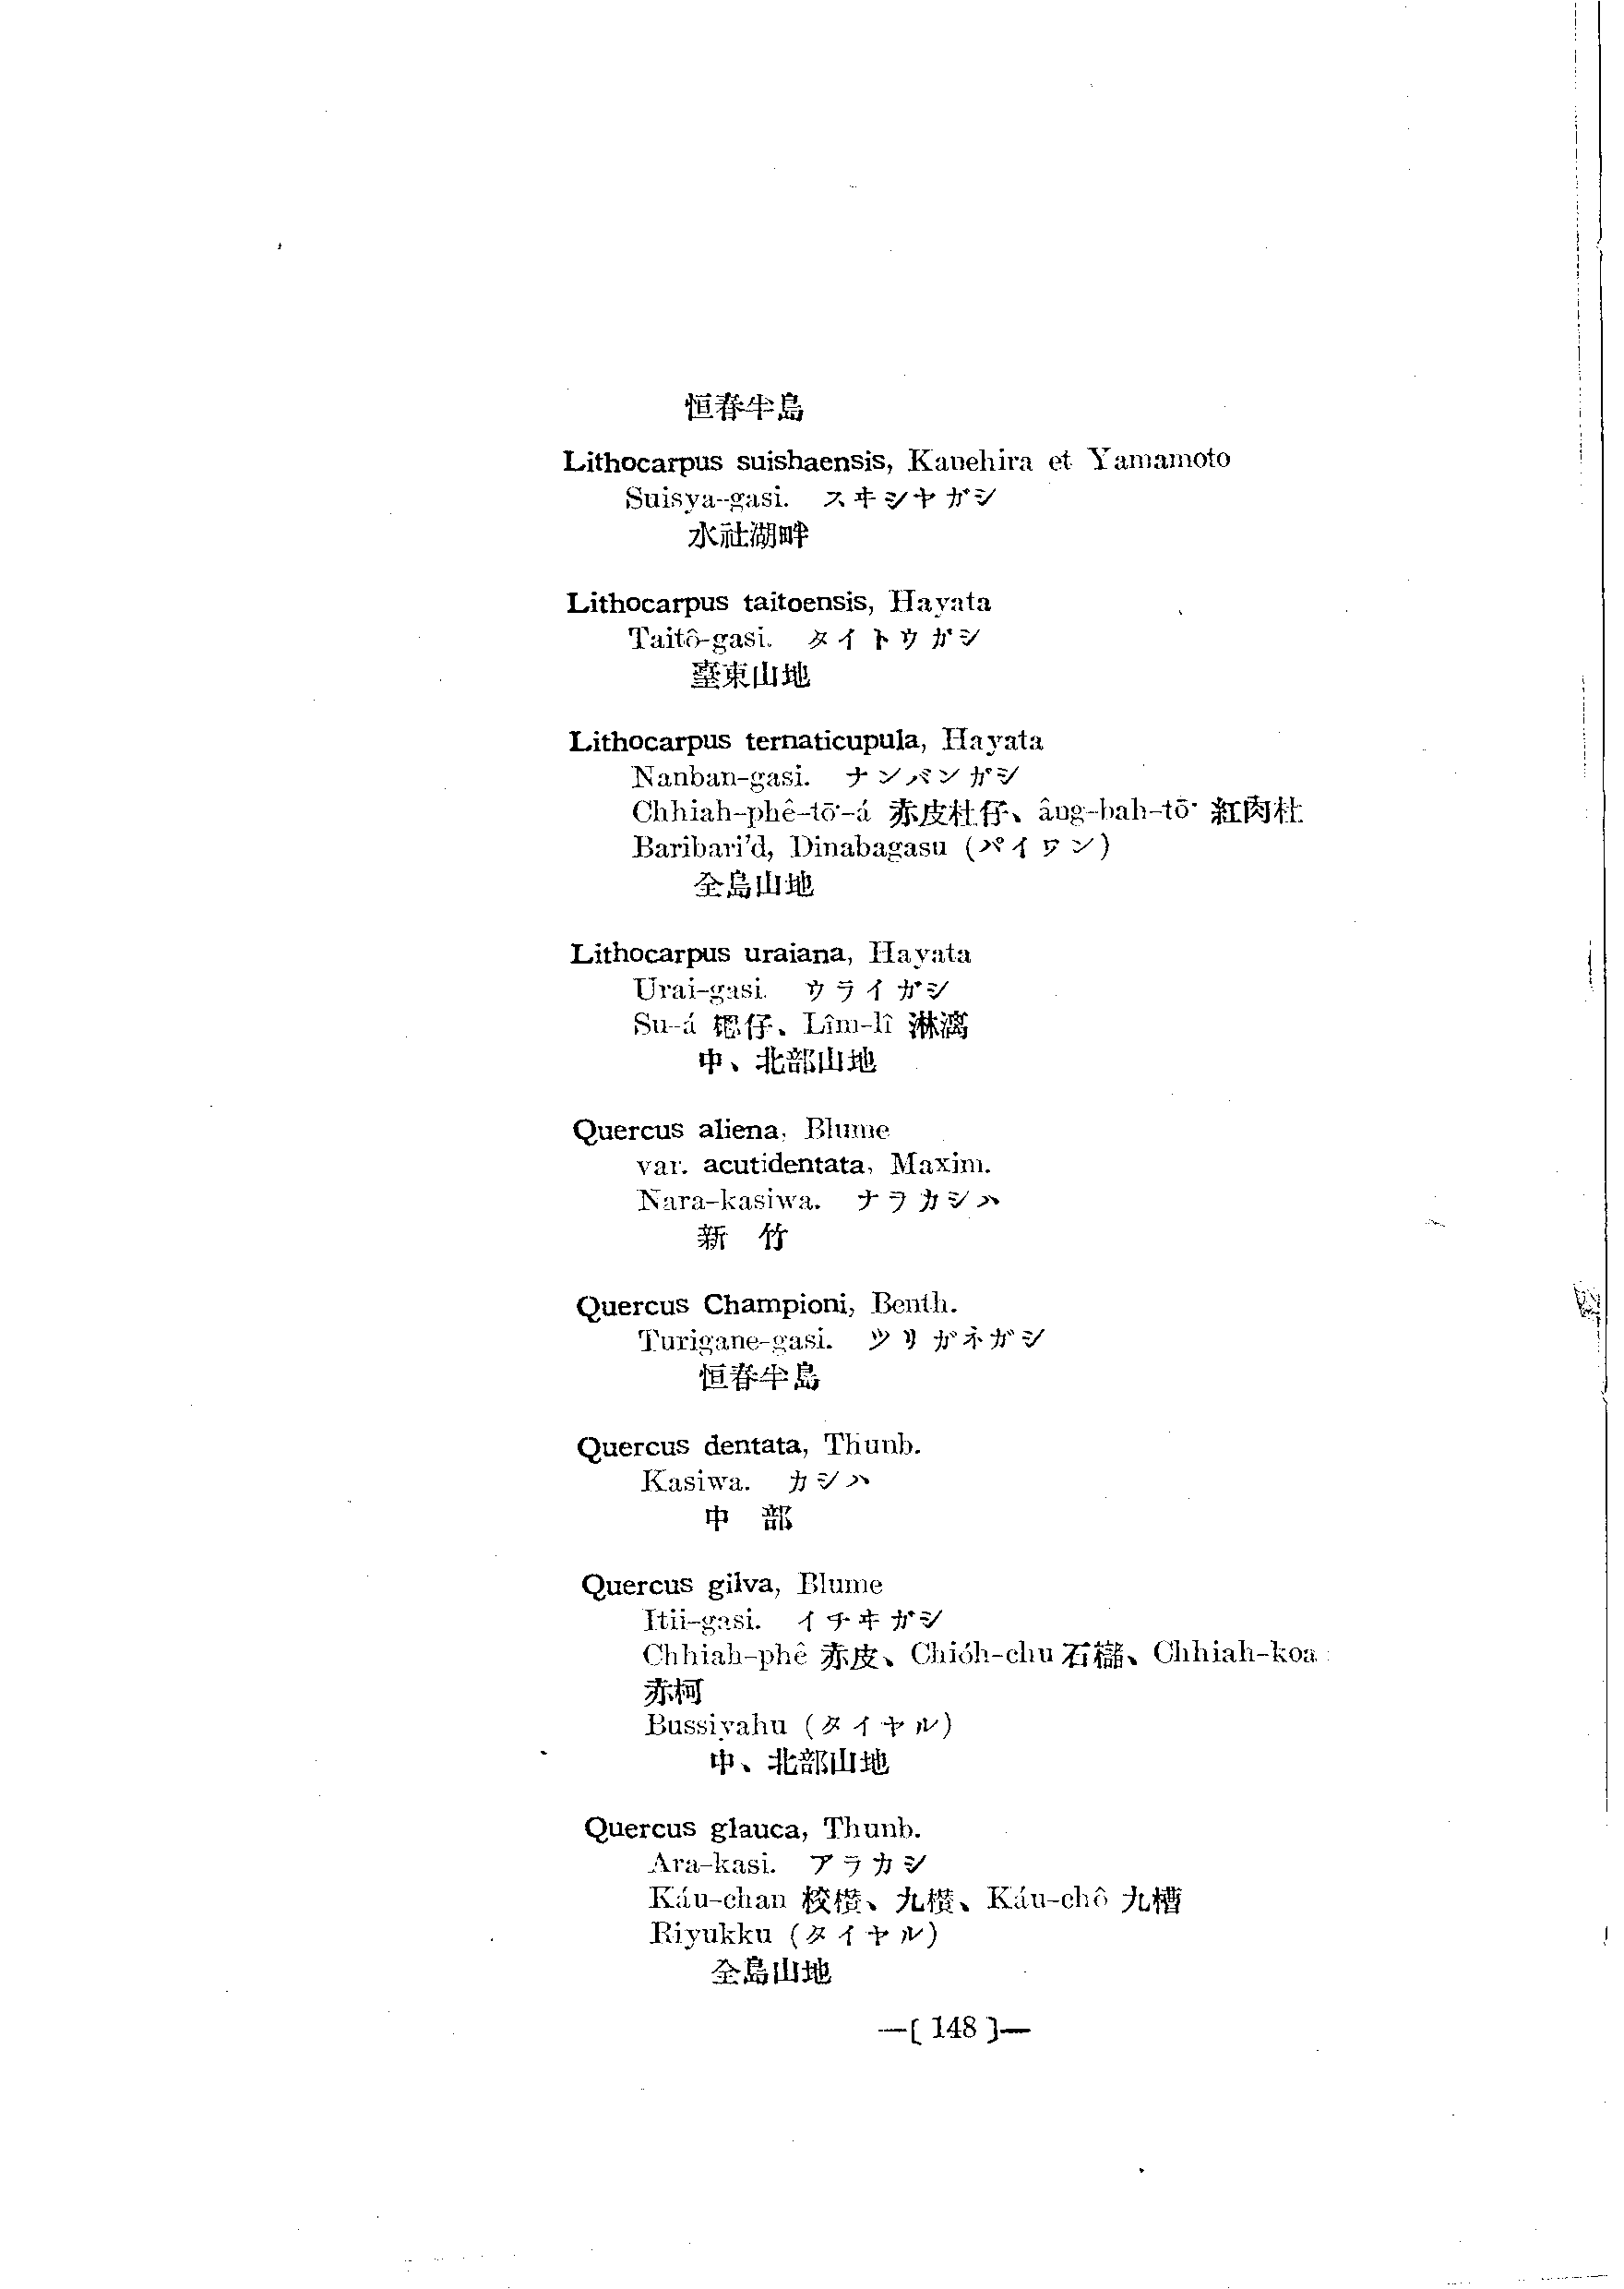 恒春半島
Lithocarpus suishaensis, Kanehira et Yamamoto
Suisya-gasi. スヰシヤガシ
水社湖畔
Lithocarpus taitoensis, Hayata
Taitô-gasi. タイトウガシ
臺東山地
Lithocarpus ternaticupula, Hayata
Nanban-gasi. ナンバンガシ
Chhiah-phê-tō͘-á 赤皮杜仔、âng-bah-tō͘ 紅肉杜
Baribari'd, Dinabagasu (パイワン)
全島山地
Lithocarpus uraiana, Hayata
Urai-gasi. ウライガシ
Su-á 仔、Lîm-lî 淋漓
中、北部山地
Quercus aliena, Blume
var. acutidentata, Maxim.
Nara-kasiwa. ナラカシハ
新 竹
Quercus Championi, Benth.
Turigane-gasi. ツリガネガシ
恒春半島
Quercus dentata, Thunb.
Kasiwa. カシハ
中 部
Quercus gilva, Blume
Itii-gasi. イチヰガシ
Chhiah-phê 赤皮、Chióh-chu 石櫧、Chhiah-koa
赤柯
Bussiyahu (タイヤル)
中、北部山地
Quercus glauca, Thunb.
Ara-kasi. アラカシ
Káu-chan 校欑、九欑、Káu-chô 九槽
Riyukku (タイヤル)
全島山地
—( 148 )—